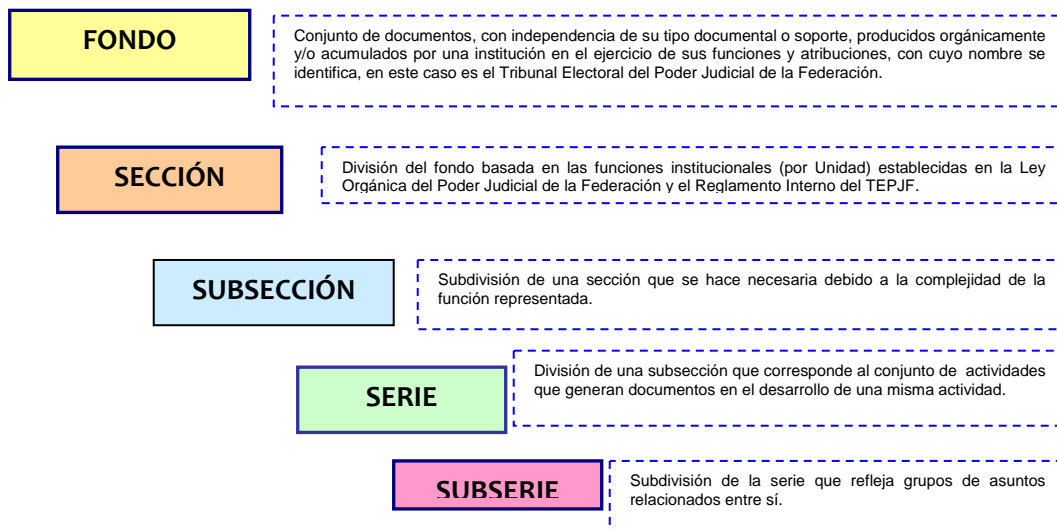 FONDO
Conjunto de documentos, con independencia de su tipo documental o soporte, producidos orgánicamente
y/o acumulados por una institución en el ejercicio de sus funciones y atribuciones, con cuyo nombre se
identifica, en este caso es el Tribunal Electoral del Poder Judicial de la Federación.
SECCIÓN
División del fondo basada en las funciones institucionales (por Unidad) establecidas en la Ley
Orgánica del Poder Judicial de la Federación y el Reglamento Interno del TEPJF.
SUBSECCIÓN
Subdivisión de una sección que se hace necesaria debido a la complejidad de la
función representada.
SERIE
División de una subsección que corresponde al conjunto de actividades
que generan documentos en el desarrollo de una misma actividad.
SUBSERIE
Subdivisión de la serie que refleja grupos de asuntos
relacionados entre sí.